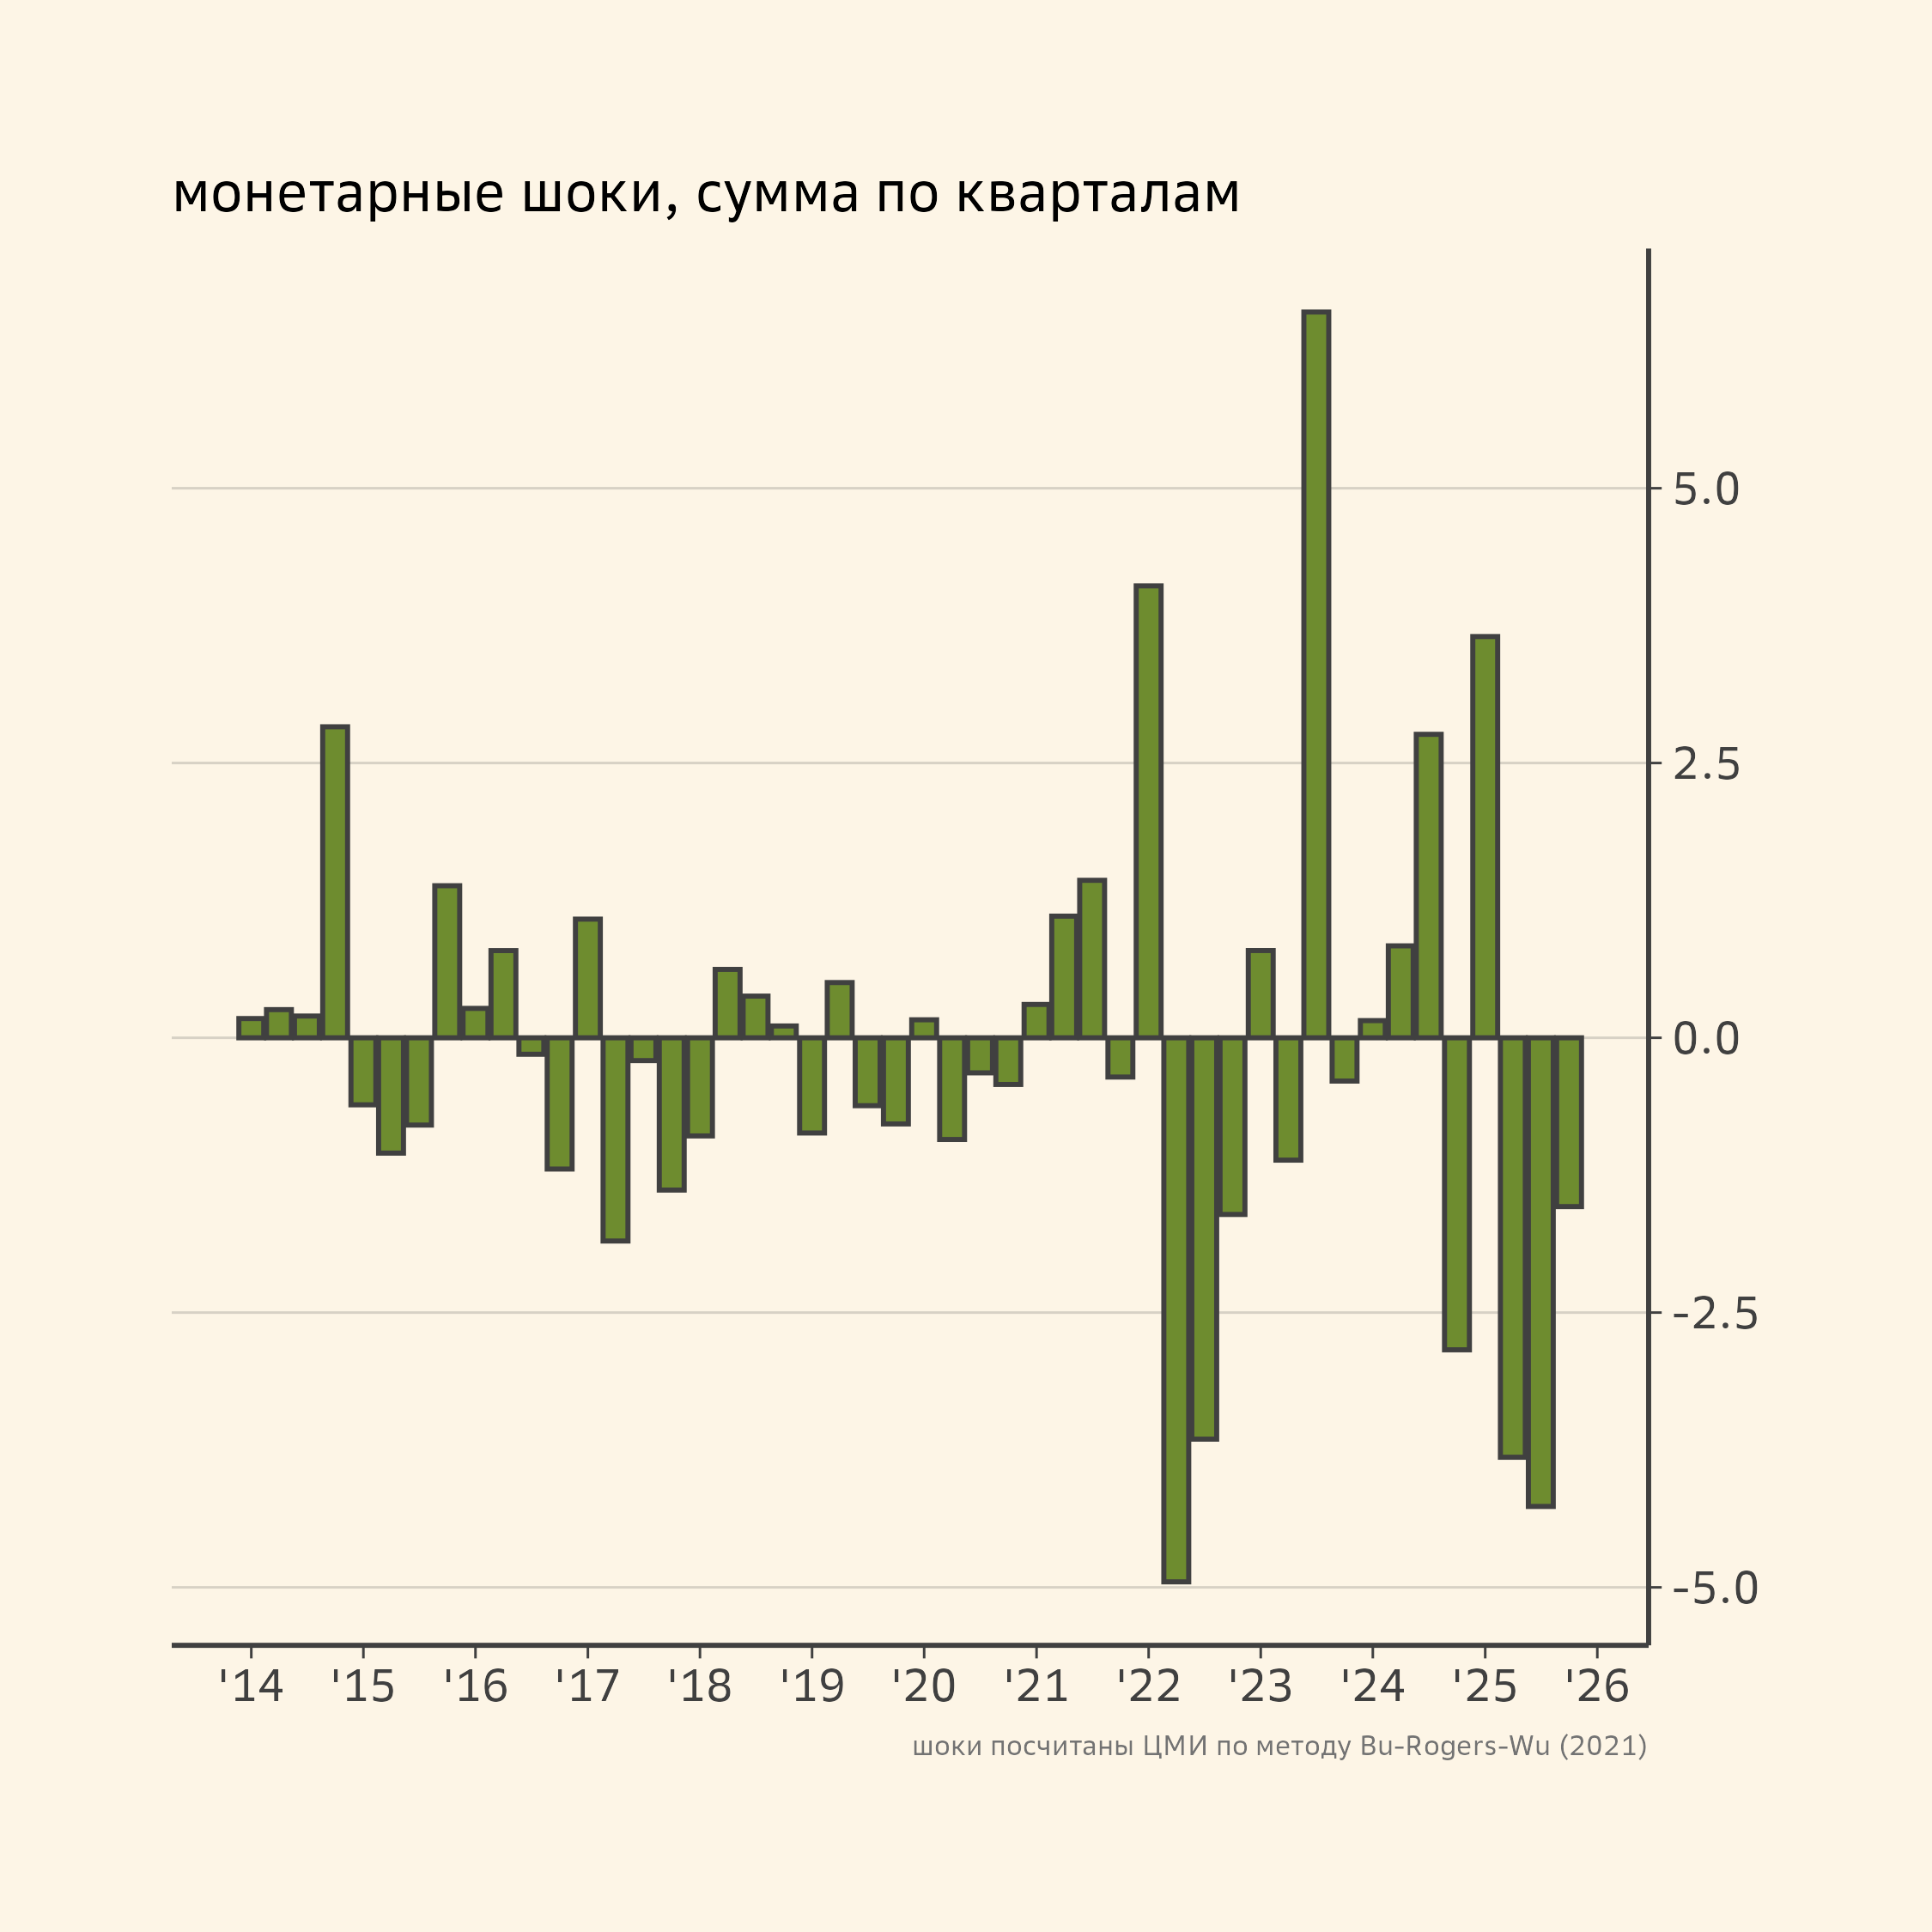 монетарные шоки, сумма по кварталам
5.0
2.5
0.0
-2.5
-5.0
'14 '15 '16 '17 '18 '19 '20 '21 '22 '23 '24 '25 '26
шоки посчитаны ЦМИ по методу Bu-Rogers-Wu (2021)